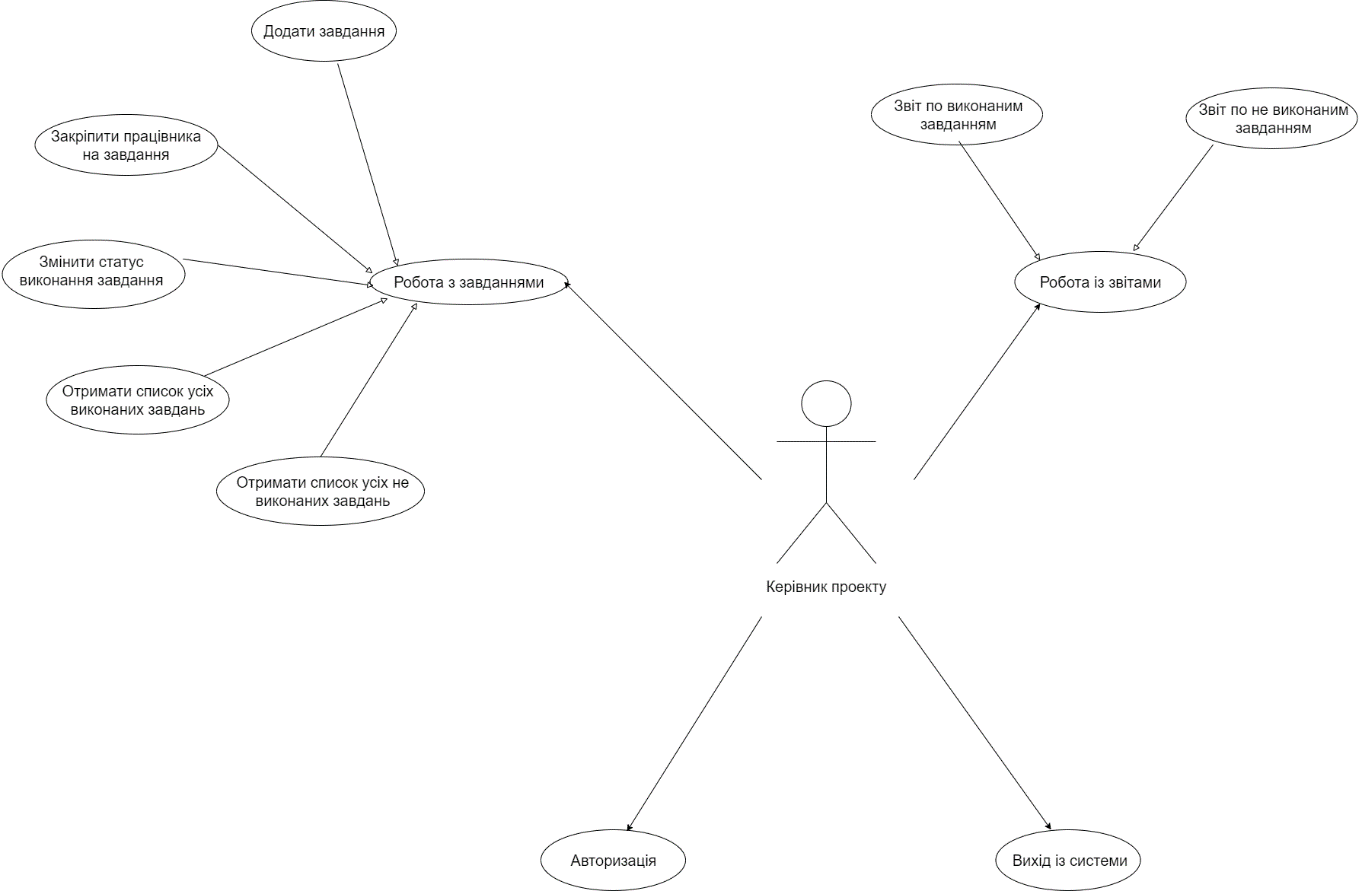 Додати завдання
Звіт по виконаним
завданням
Звіт по не виконаним
завданням
Закріпити працівника
на завдання
Змінити статус
виконання завдання
Робота з завданнями
Робота із звітами
Отримати список усіх
виконаних завдань
Отримати список усіх не
виконаних завдань
Керівник проекту
Авторизація
Вихід із системи